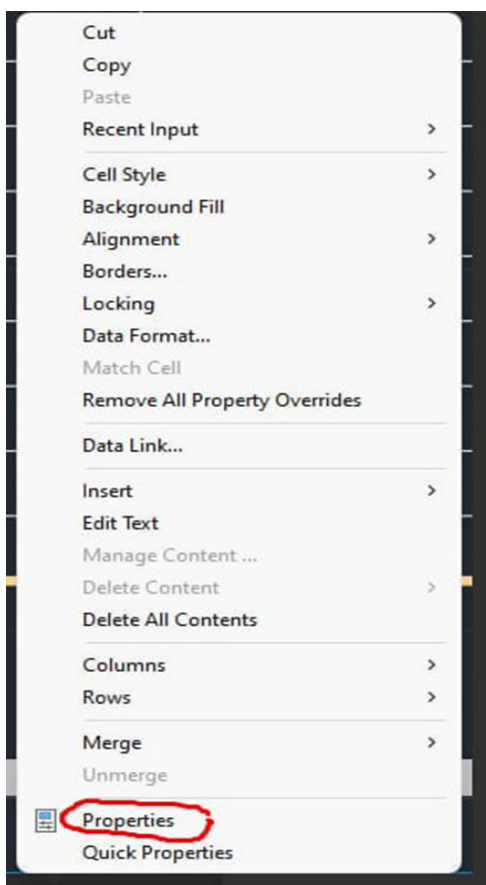 Cut
Copy
Paste
Recent Input
Cell Style
Background Fill
Alignment
Borders...
Locking
Data Format...
Match Cell
Remove All Property Overrides
Data Link...
Insert
Edit Text
Manage Content ...
Delete Content
Delete All Contents
Columns
Rows
Merge
Unmerge
Properties
Quick Properties